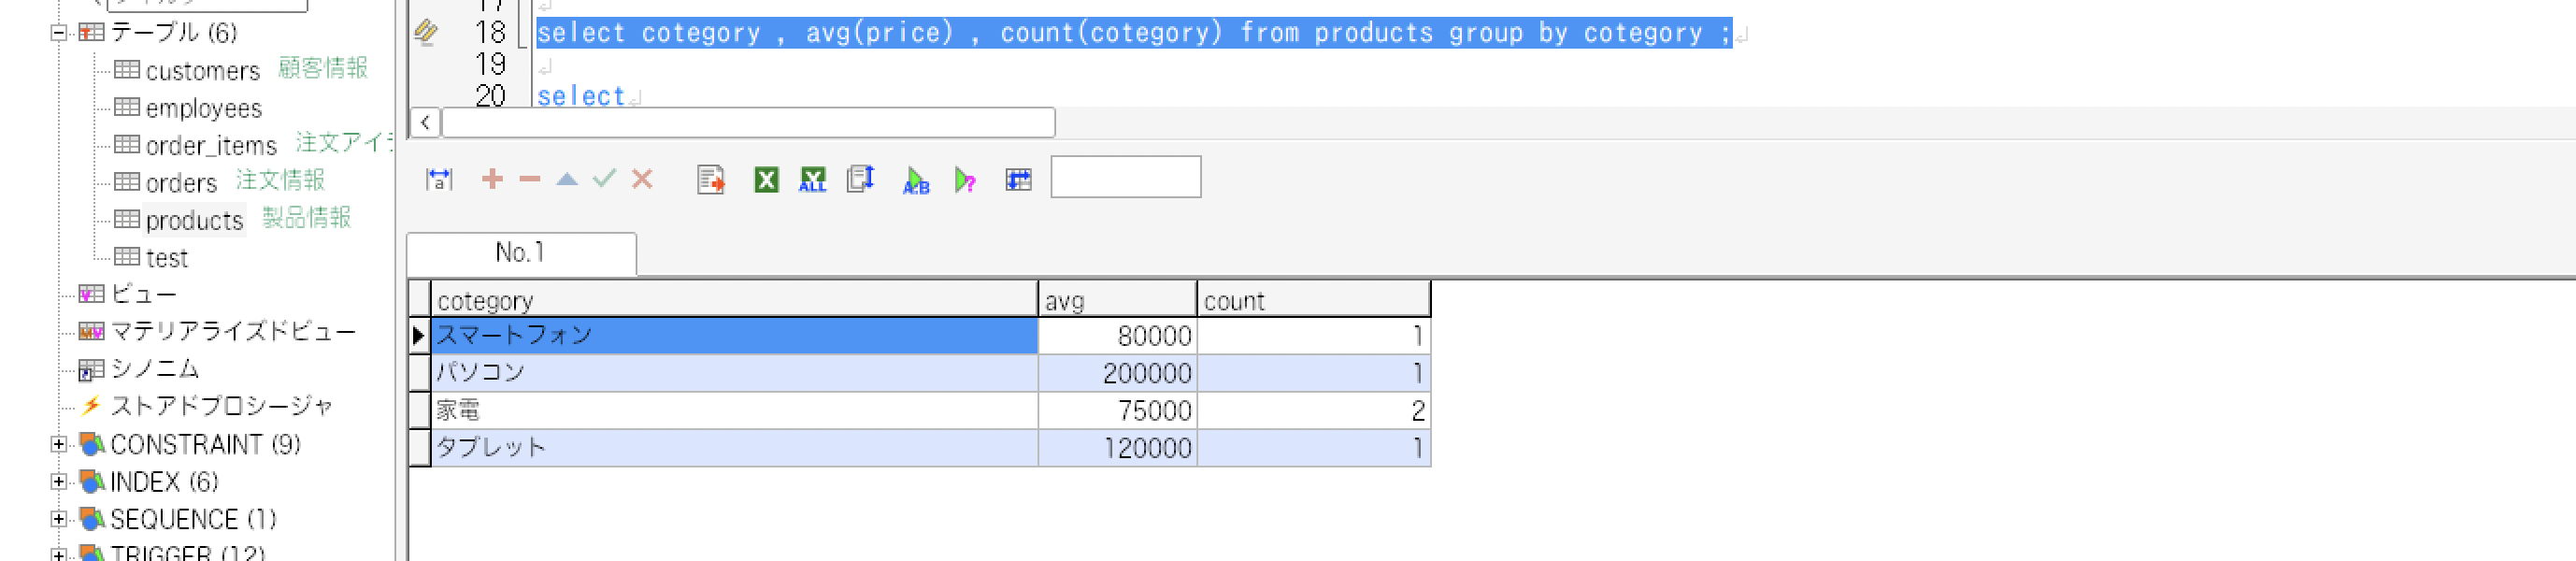 テーブル (6)
customers 顧客情報
employees
order_items 注文アイ
orders 注文情報
products 製品情報
test
ビュー
マテリアライズドビュー
シノニム
ストアドプロシージャ
CONSTRAINT (9)
INDEX (6)
SEQUENCE (1)
TRIGGER (12)
17
18 select cotegory , avg(price) , count(cotegory) from products group by cotegory ;
19
20 select
a ALL A:B ?
No.1
cotegory avg count
スマートフォン 80000 1
パソコン 200000 1
家電 75000 2
タブレット 120000 1